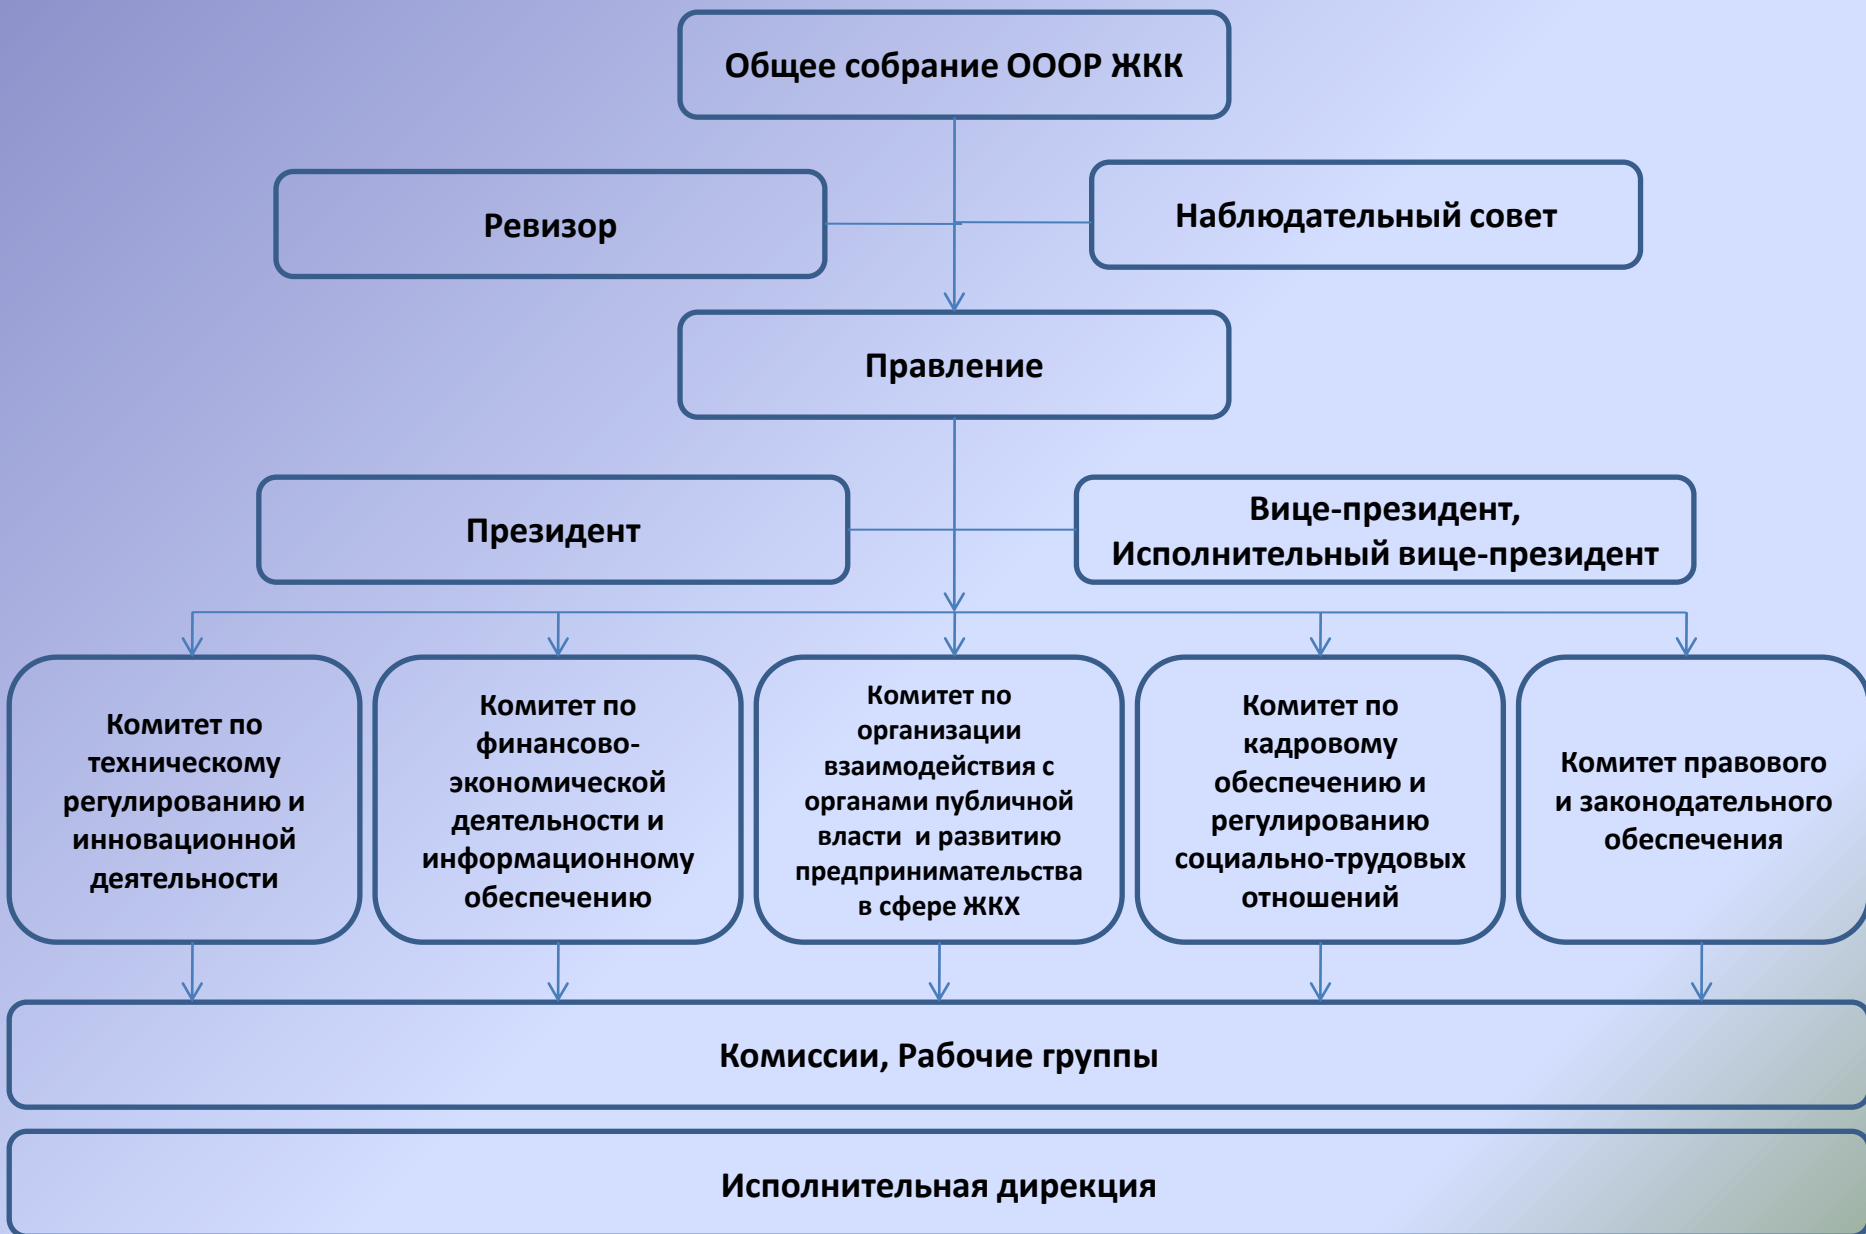 Общее собрание ОООР ЖКК
Ревизор
Наблюдательный совет
Правление
Президент
Вице-президент,
Исполнительный вице-президент
Комитет по
техническому
регулированию и
инновационной
деятельности
Комитет по
финансово-
экономической
деятельности и
информационному
обеспечению
Комитет по
организации
взаимодействия с
органами публичной
власти  и развитию
предпринимательства
в сфере ЖКХ
Комитет по
кадровому
обеспечению и
регулированию
социально-трудовых
отношений
Комитет правового
и законодательного
обеспечения
Комиссии, Рабочие группы
Исполнительная дирекция